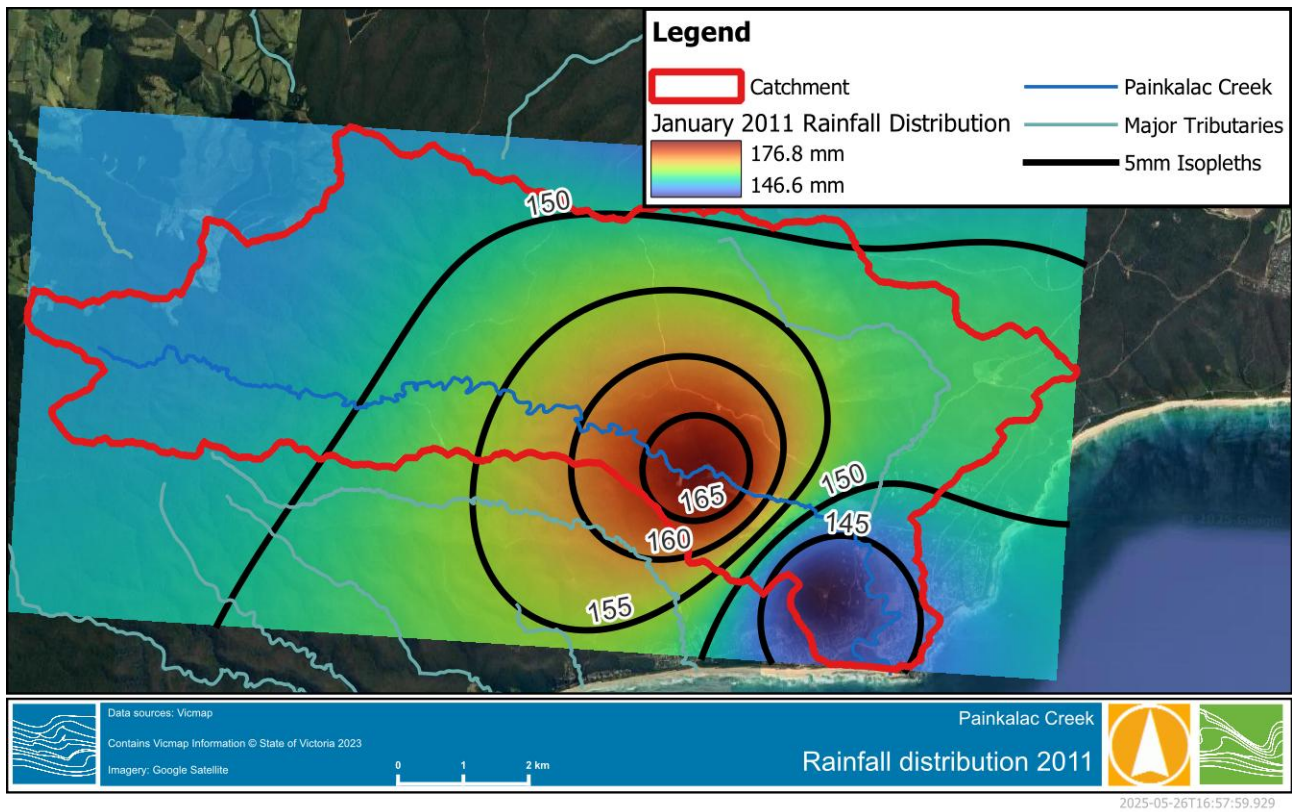 Legend
Catchment
January 2011 Rainfall Distribution
176.8 mm
146.6 mm
Painkalac Creek
Major Tributaries
5mm Isopleths
150
150
145
165
160
155
Data sources: Vicmap
Contains Vicmap Information © State of Victoria 2023
Imagery: Google Satellite
0 1 2 km
Painkalac Creek
Rainfall distribution 2011
2025-05-26T16:57:59.929